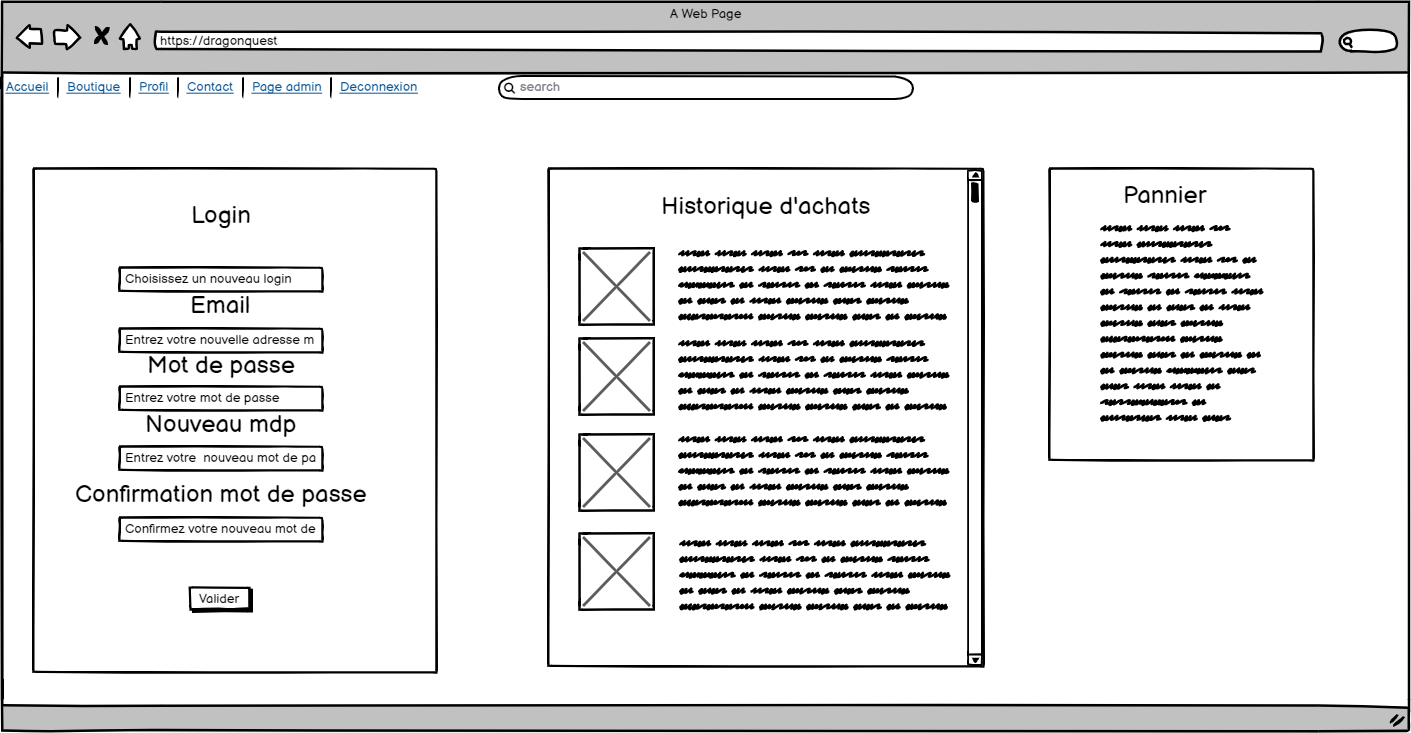 A Web Page
https://dragonquest
Accueil Boutique Profil Contact Page admin Deconnexion
search
Login
Choisissez un nouveau login
Email
Entrez votre nouvelle adresse m
Mot de passe
Entrez votre mot de passe
Nouveau mdp
Entrez votre  nouveau mot de pa
Confirmation mot de passe
Confirmez votre nouveau mot de
Valider
Historique d'achats
Pannier